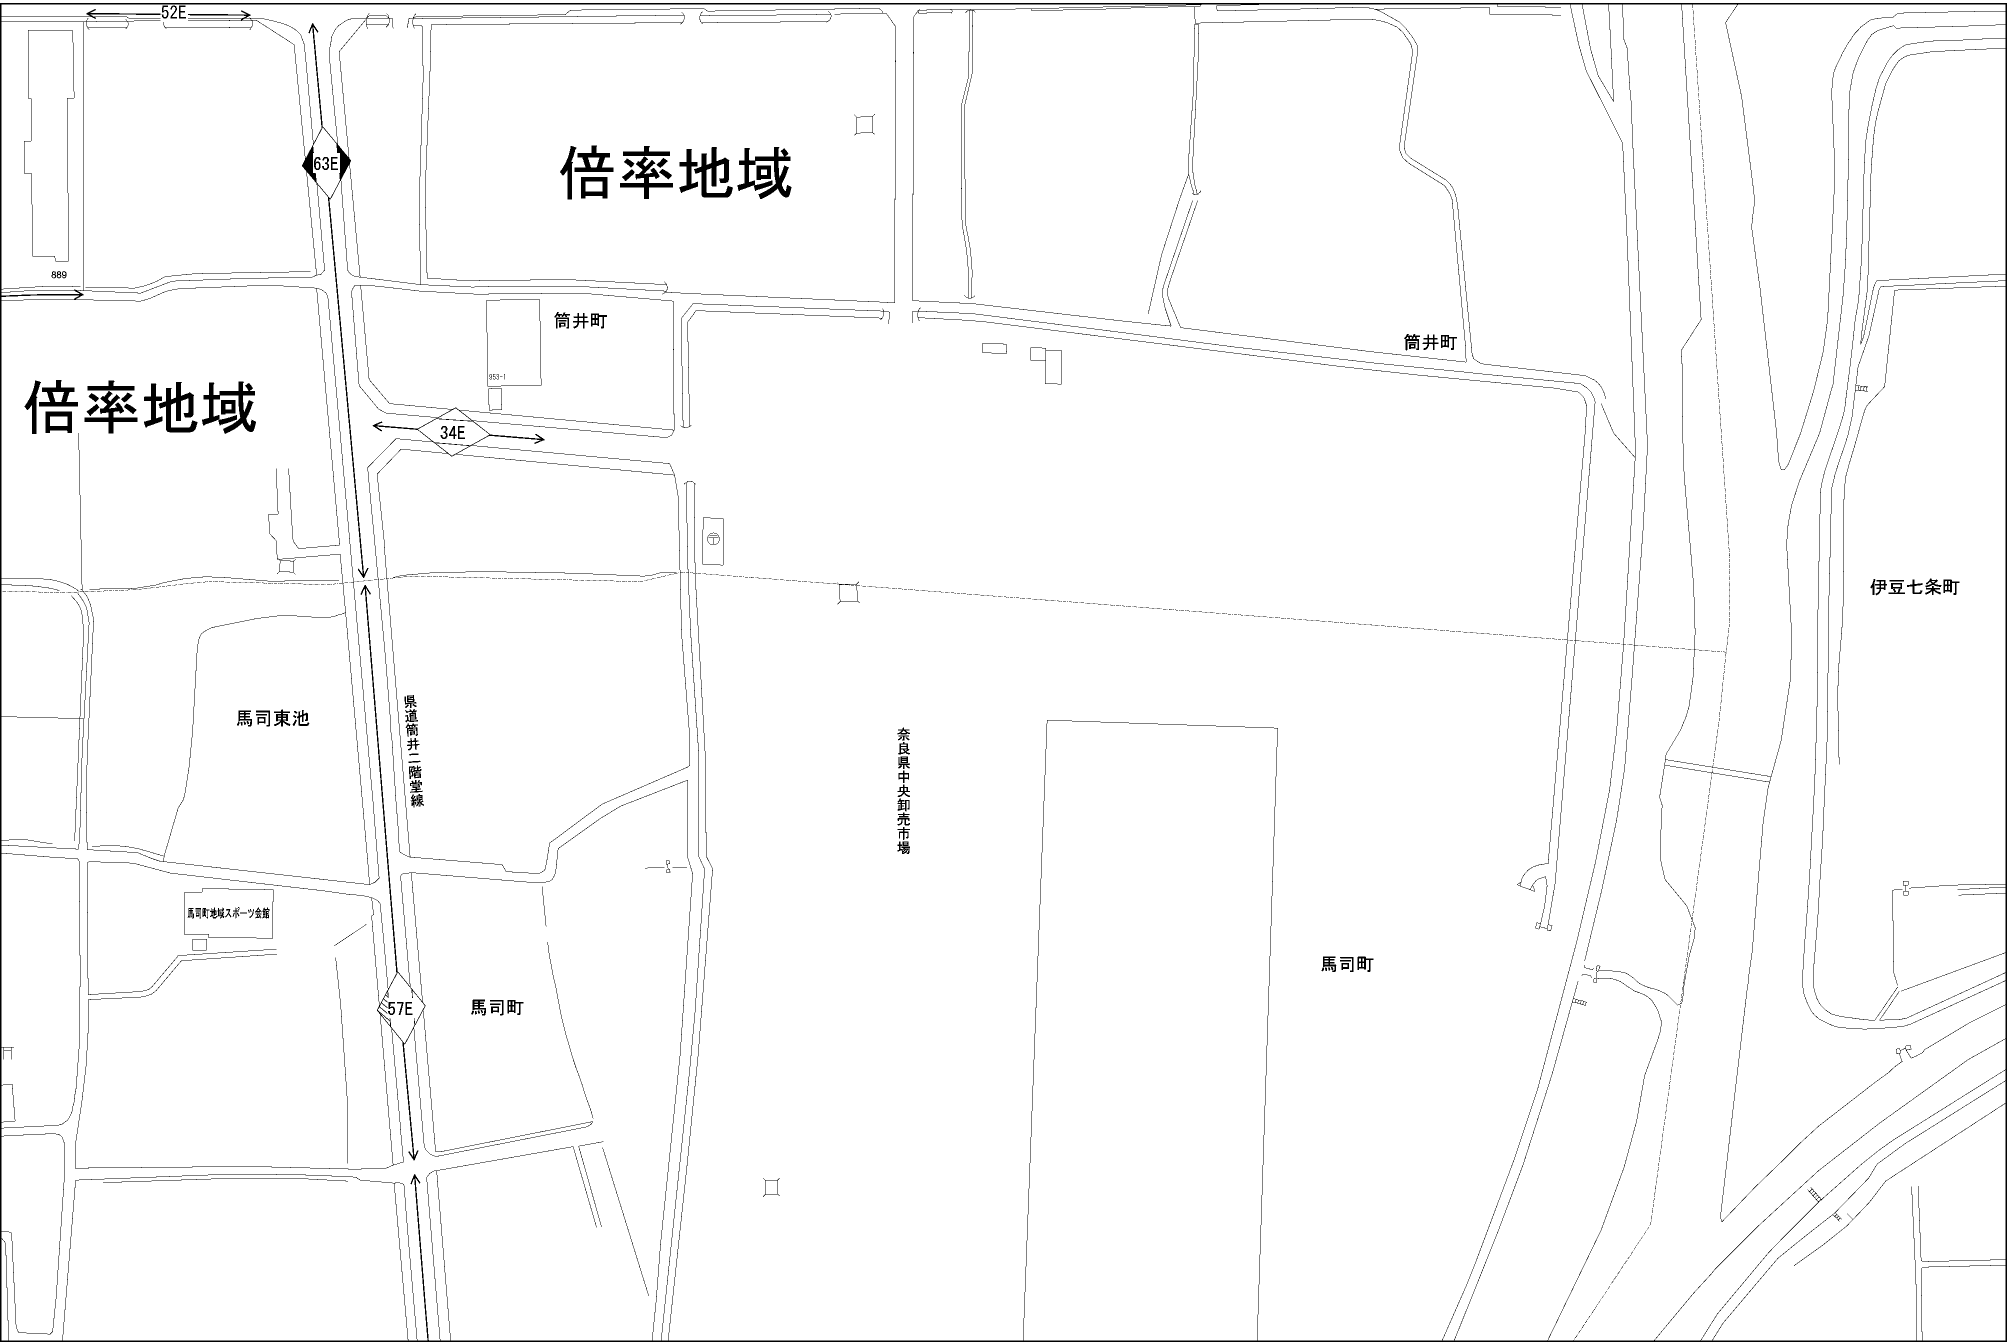 52E
63E
倍率地域
889
筒井町
筒井町
953-1
倍率地域
34E
伊豆七条町
馬司東池
県道筒井二階堂線
奈良県中央卸売市場
馬司町地域スポーツ会館
馬司町
57E
馬司町